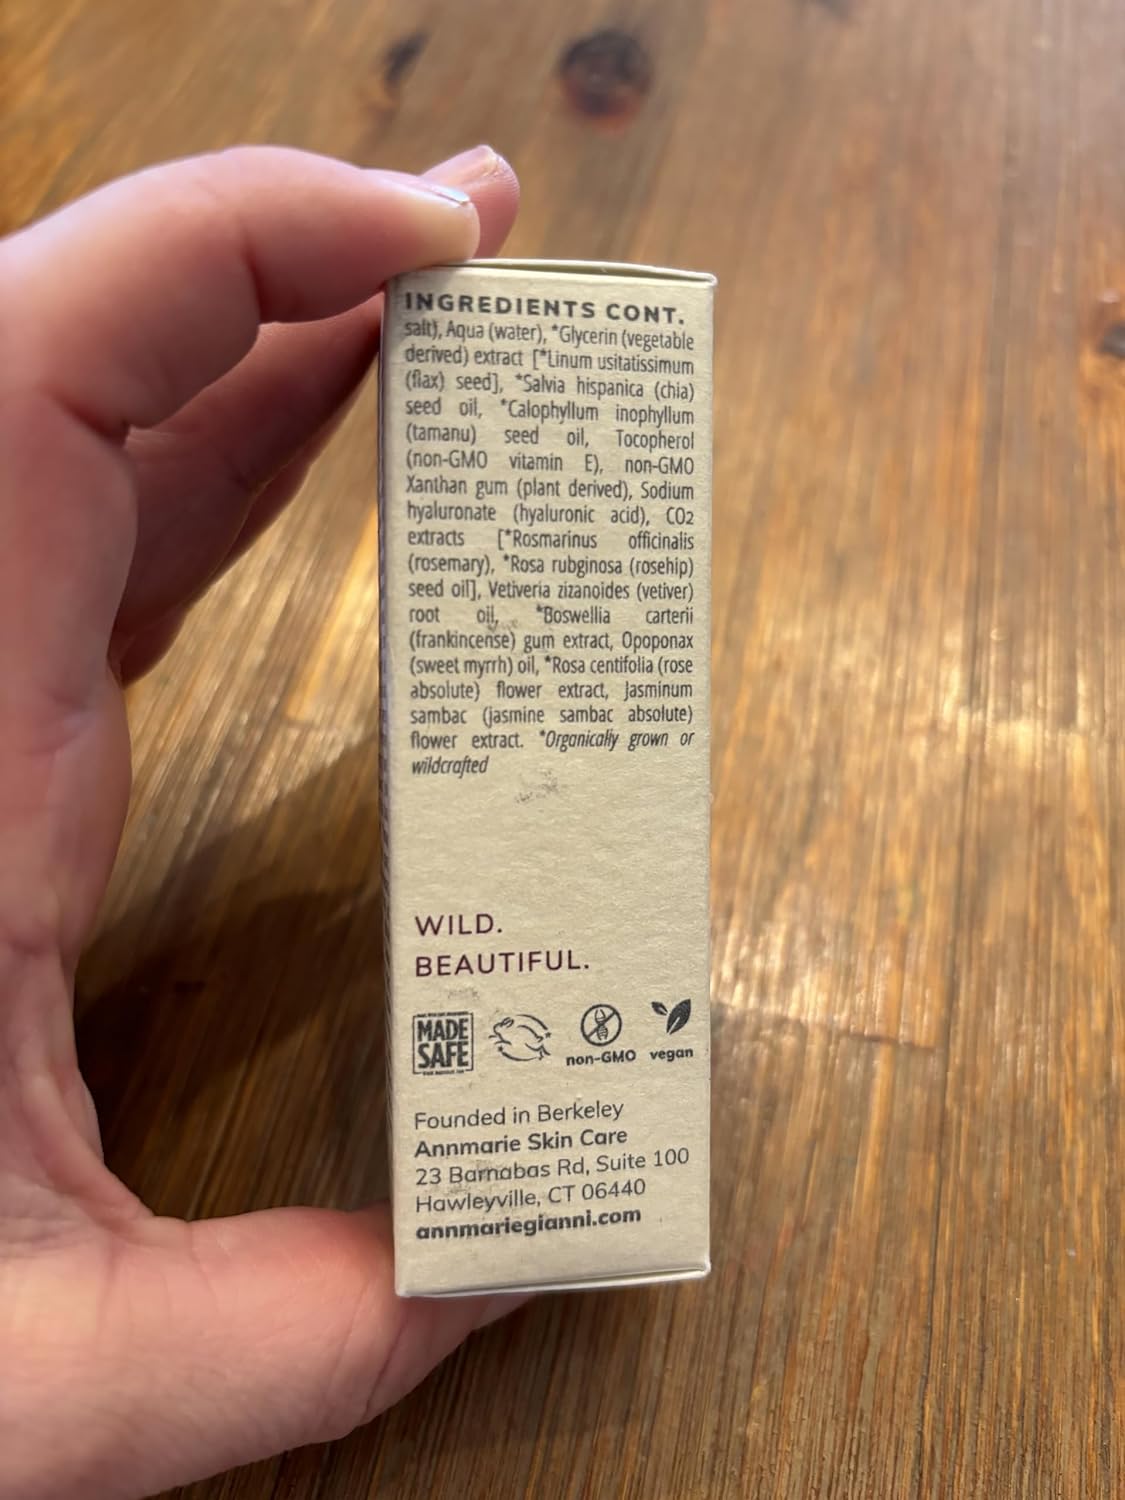 INGREDIENTS CONT.
salt), Aqua (water), *Glycerin (vegetable
derived) extract [*Linum usitatissimum
(flax) seed], *Salvia hispanica (chia)
seed oil, *Calophyllum inophyllum
(tamanu) seed oil, Tocopherol
(non-GMO vitamin E), non-GMO
Xanthan gum (plant derived), Sodium
hyaluronate (hyaluronic acid), CO2
extracts [*Rosmarinus officinalis
(rosemary), *Rosa rubginosa (rosehip)
seed oil], Vetiveria zizanoides (vetiver)
root oil, *Boswellia carterii
(frankincense) gum extract, Opoponax
(sweet myrrh) oil, *Rosa centifolia (rose
absolute) flower extract, Jasminum
sambac (jasmine sambac absolute)
flower extract. *Organically grown or
wildcrafted
WILD.
BEAUTIFUL.
MADE
SAFE
non-GMO vegan
Founded in Berkeley
Annmarie Skin Care
23 Barnabas Rd, Suite 100
Hawleyville, CT 06440
annmariegianni.com